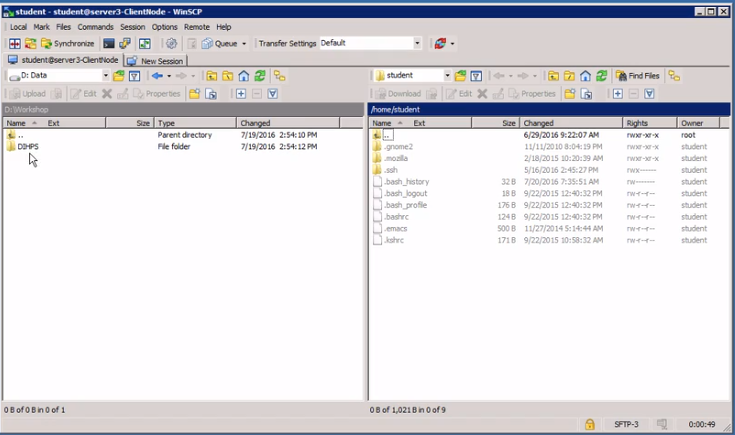 student - student@server3-ClientNode - WinSCP
Local Mark Files Commands Session Options Remote Help
Synchronize Queue Transfer Settings Default
student@server3-ClientNode New Session
D: Data student Find Files
Upload Edit Properties Download Edit Properties
D:\Workshop /home/student
Name Ext Size Type Changed Name Ext Size Changed Rights Owner
.. Parent directory 7/19/2016 2:54:10 PM .. 6/29/2016 9:22:07 AM rwxr-xr-x root
DIHPS File folder 7/19/2016 2:54:12 PM .gnome2 11/11/2010 8:04:19 PM rwxr-xr-x student
.mozilla 2/18/2015 10:20:39 AM rwxr-xr-x student
.ssh 5/16/2016 2:45:27 PM rwx------ student
.bash_history 32 B 7/20/2016 7:35:51 AM rw------- student
.bash_logout 18 B 9/22/2015 12:40:32 PM rw-r--r-- student
.bash_profile 176 B 9/22/2015 12:40:32 PM rw-r--r-- student
.bashrc 124 B 9/22/2015 12:40:32 PM rw-r--r-- student
.emacs 500 B 11/27/2014 5:14:44 AM rw-r--r-- student
.kshrc 171 B 9/22/2015 10:58:32 AM rw-r--r-- student
0 B of 0 B in 0 of 1 0 B of 1,021 B in 0 of 9
SFTP-3 0:00:49